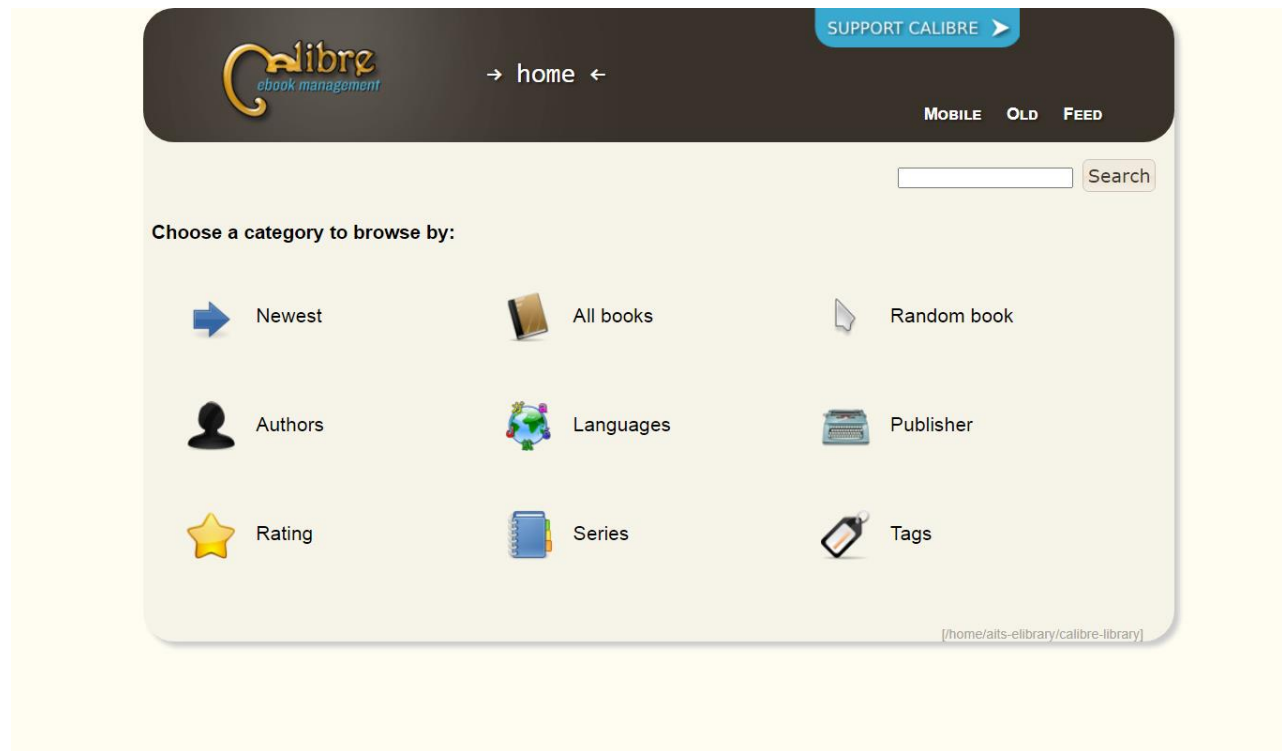 SUPPORT CALIBRE
calibre
ebook management
→ home ←
MOBILE OLD FEED
Search
Choose a category to browse by:
Newest
All books
Random book
Authors
Languages
Publisher
Rating
Series
Tags
[/home/aits-elibrary/calibre-library]